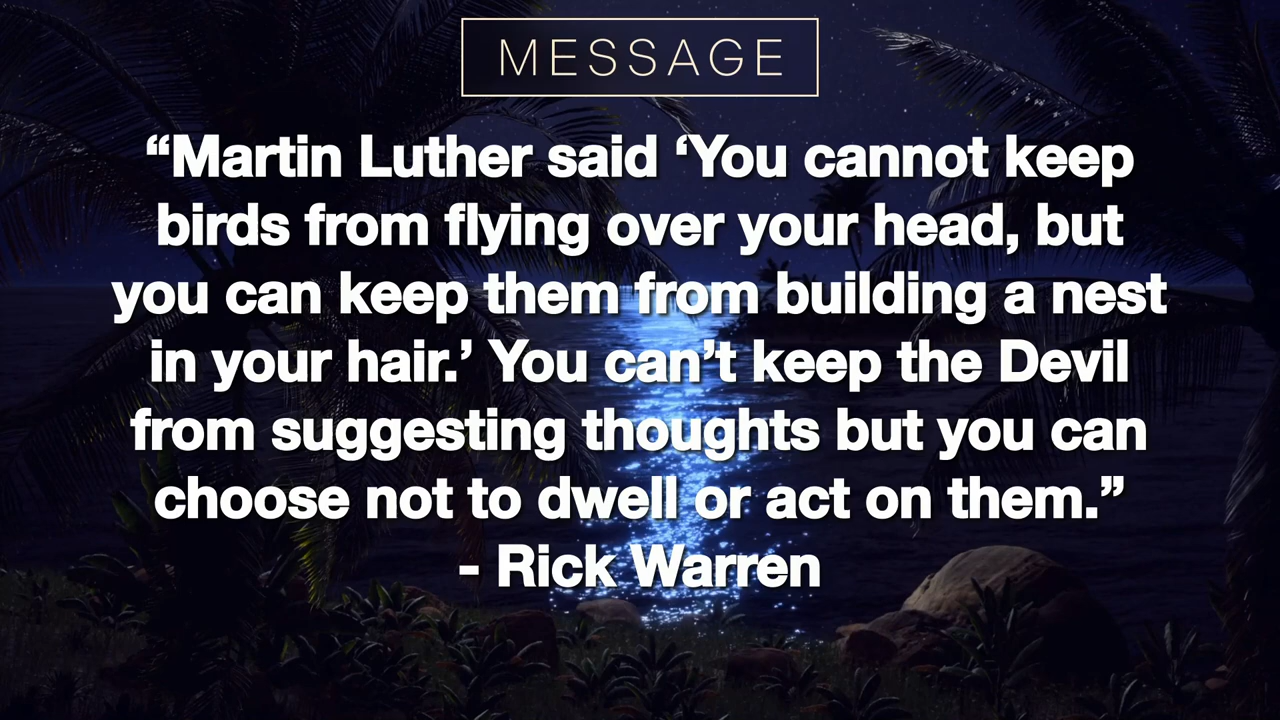 MESSAGE
“Martin Luther said ‘You cannot keep
birds from flying over your head, but
you can keep them from building a nest
in your hair.’ You can’t keep the Devil
from suggesting thoughts but you can
choose not to dwell or act on them.”
- Rick Warren